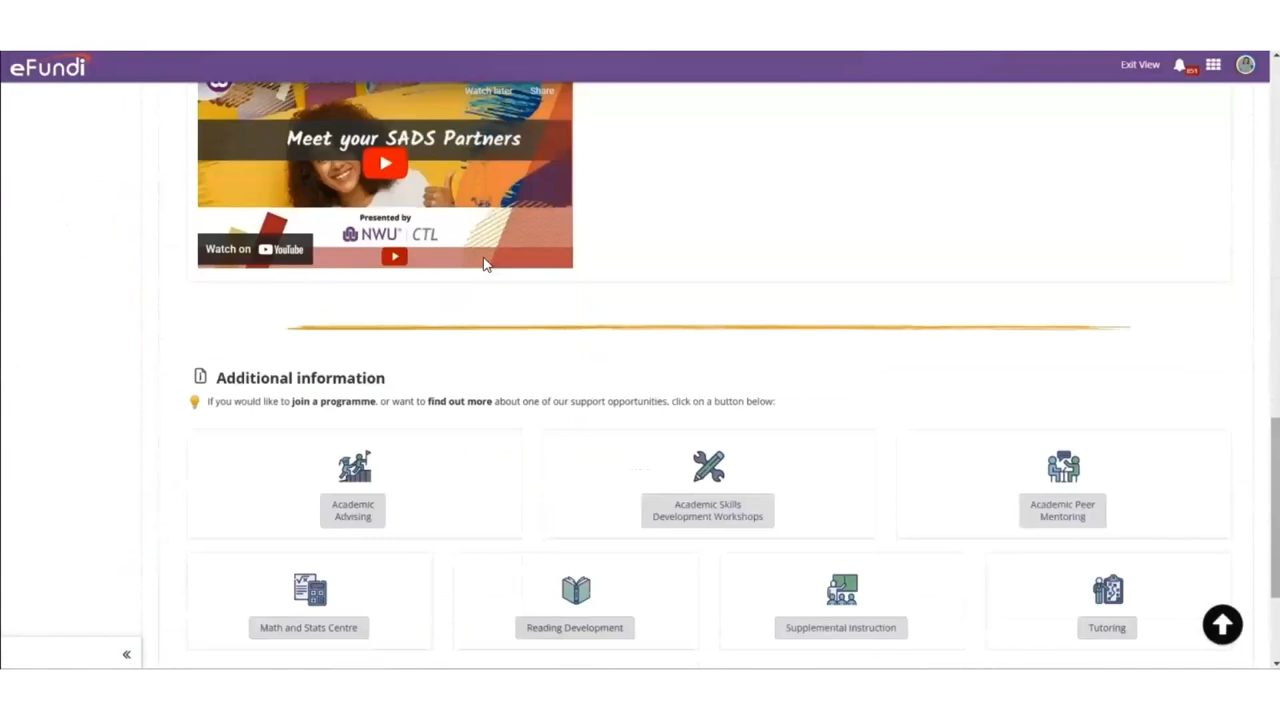 eFundi
Exit View
Watch later Share
Meet your SADS Partners
Presented by
NWU CTL
Watch on YouTube
Additional information
If you would like to join a programme, or want to find out more about one of our support opportunities, click on a button below:
Academic
Advising
Academic Skills
Development Workshops
Academic Peer
Mentoring
Math and Stats Centre
Reading Development
Supplemental Instruction
Tutoring